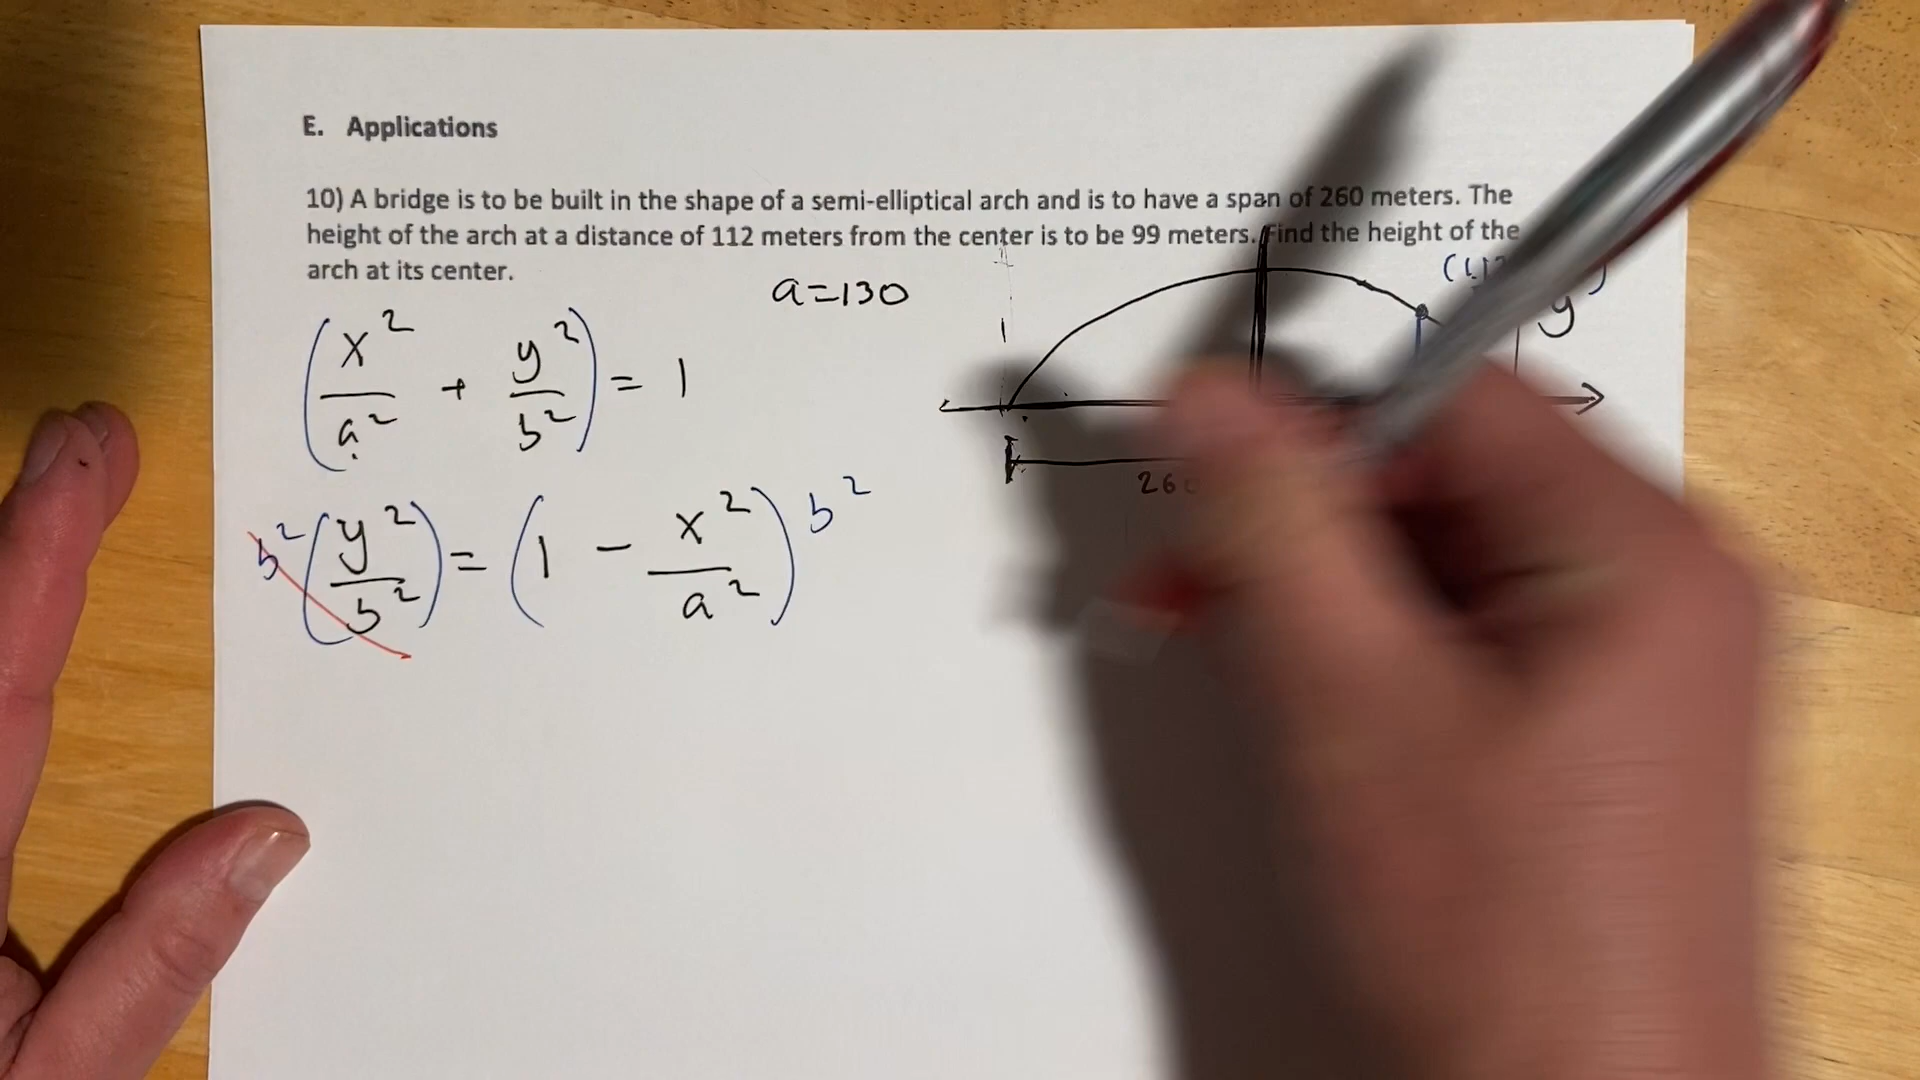 E. Applications
10) A bridge is to be built in the shape of a semi-elliptical arch and is to have a span of 260 meters. The
height of the arch at a distance of 112 meters from the center is to be 99 meters. Find the height of the
arch at its center.
a=130
(x²/a² + y²/b²) = 1
y
b²(y²/b²) = (1 - x²/a²)b²
26